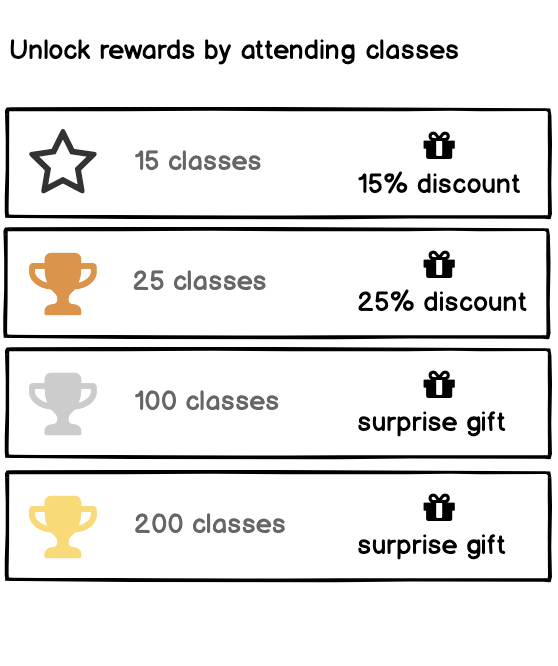 Unlock rewards by attending classes
15 classes
15% discount
25 classes
25% discount
100 classes
surprise gift
200 classes
surprise gift